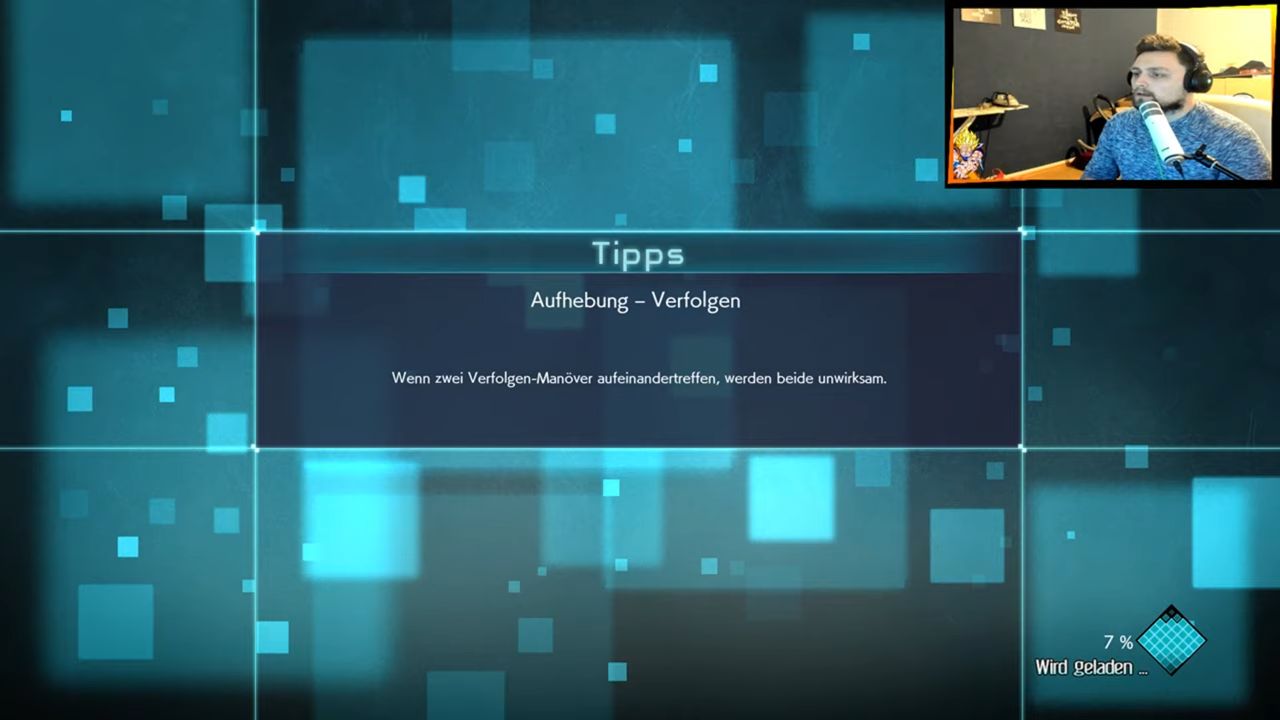 Tipps
Aufhebung – Verfolgen
Wenn zwei Verfolgen-Manöver aufeinandertreffen, werden beide unwirksam.
7 %
Wird geladen ...